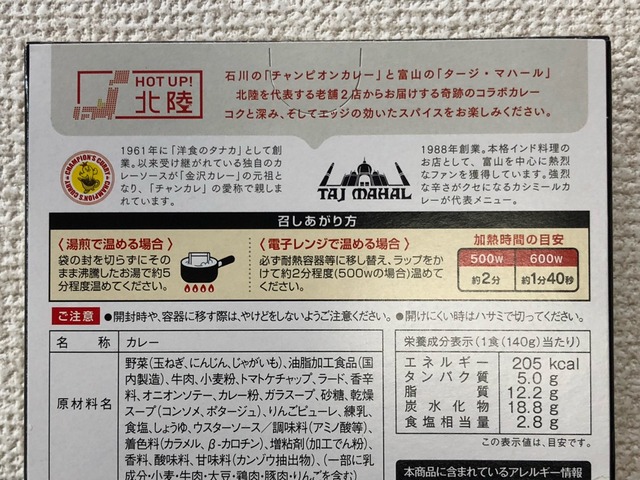 HOT UP!
北陸
石川の「チャンピオンカレー」と富山の「タージ・マハール」
北陸を代表する老舗2店からお届けする奇跡のコラボカレー
コクと深み、そしてエッジの効いたスパイスをお楽しみください。
CHAMPION'S CURRY
CHAMPION'S CURRY
1961年に「洋食のタナカ」として創
業。以来受け継がれている独自のカ
レーソースが「金沢カレー」の元祖
となり、「チャンカレ」の愛称で親しま
れています。
TAJ MAHAL
1988年創業。本格インド料理の
お店として、富山を中心に熱烈
なファンを獲得しています。強烈
な辛さがクセになるカシミールカ
レーが代表メニュー。
召しあがり方
〈湯煎で温める場合〉
袋の封を切らずにその
まま沸騰したお湯で約5
分程度温めてください。
〈電子レンジで温める場合〉
必ず耐熱容器等に移し替え、ラップをか
けて約2分程度(500wの場合)温めて
ください。
加熱時間の目安
500w 600w
約2分 約1分40秒
ご注意 ●開封時や、容器に移す際は、やけどをしないようご注意ください。 ●開けにくい時はハサミで切ってください。
名称 カレー
原材料名
野菜(玉ねぎ、にんじん、じゃがいも)、油脂加工食品(国
内製造)、牛肉、小麦粉、トマトケチャップ、ラード、香辛
料、オニオンソテー、カレー粉、ガラスープ、砂糖、乾燥
スープ(コンソメ、ポタージュ)、りんごピューレ、練乳、
食塩、しょうゆ、ウスターソース/調味料(アミノ酸等)、
着色料(カラメル、β-カロチン)、増粘剤(加工でん粉)、
香料、酸味料、甘味料(カンゾウ抽出物)、(一部に乳
成分・小麦・牛肉・大豆・鶏肉・豚肉・りんごを含む)
栄養成分表示(1食(140g)当たり)
エネルギー 205 kcal
タンパク質 5.0 g
脂質 12.2 g
炭水化物 18.8 g
食塩相当量 2.8 g
この表示値は、目安です。
本商品に含まれているアレルギー情報